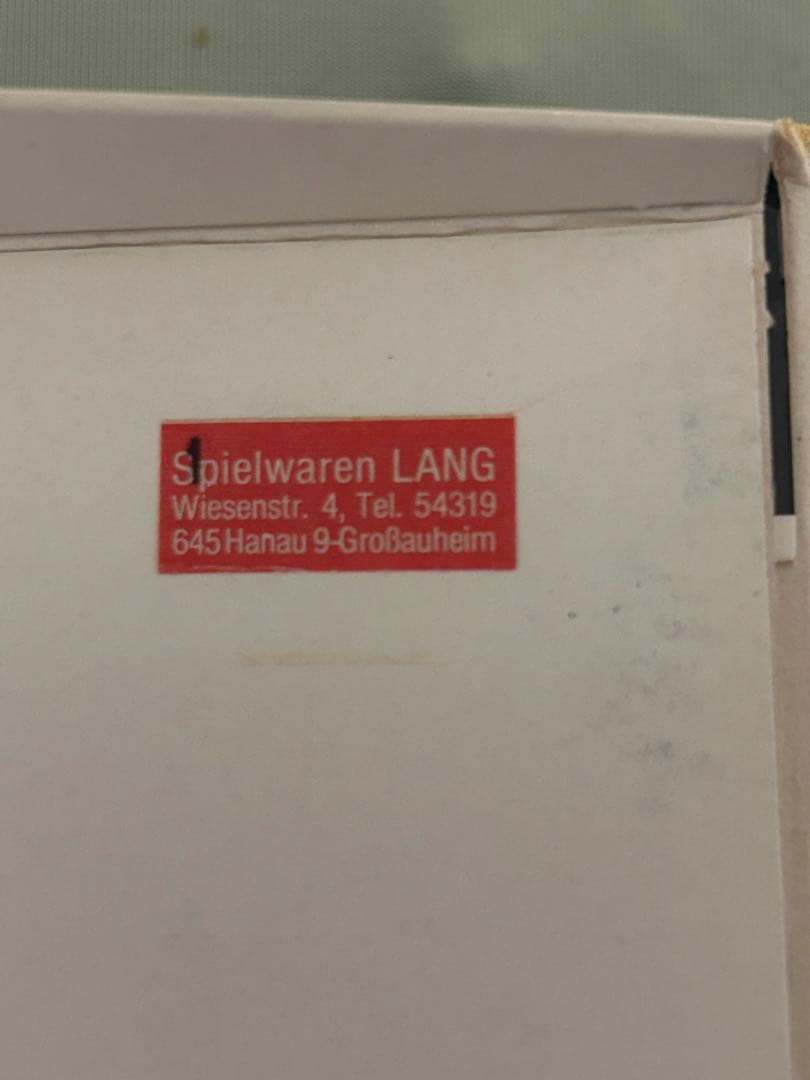 Spielwaren LANG
Wiesenstr. 4, Tel. 54319
645 Hanau 9-Großauheim